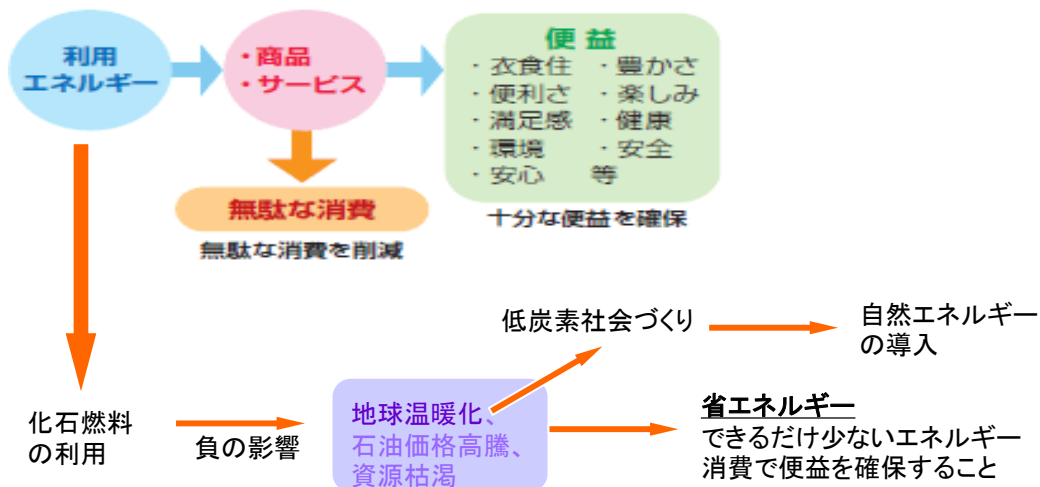 利用
エネルギー
・商品
・サービス
便益
・衣食住 ・豊かさ
・便利さ ・楽しみ
・満足感 ・健康
・環境 ・安全
・安心 等
無駄な消費
無駄な消費を削減
十分な便益を確保
低炭素社会づくり
自然エネルギー
の導入
化石燃料
の利用
負の影響
地球温暖化、
石油価格高騰、
資源枯渇
省エネルギー
できるだけ少ないエネルギー
消費で便益を確保すること